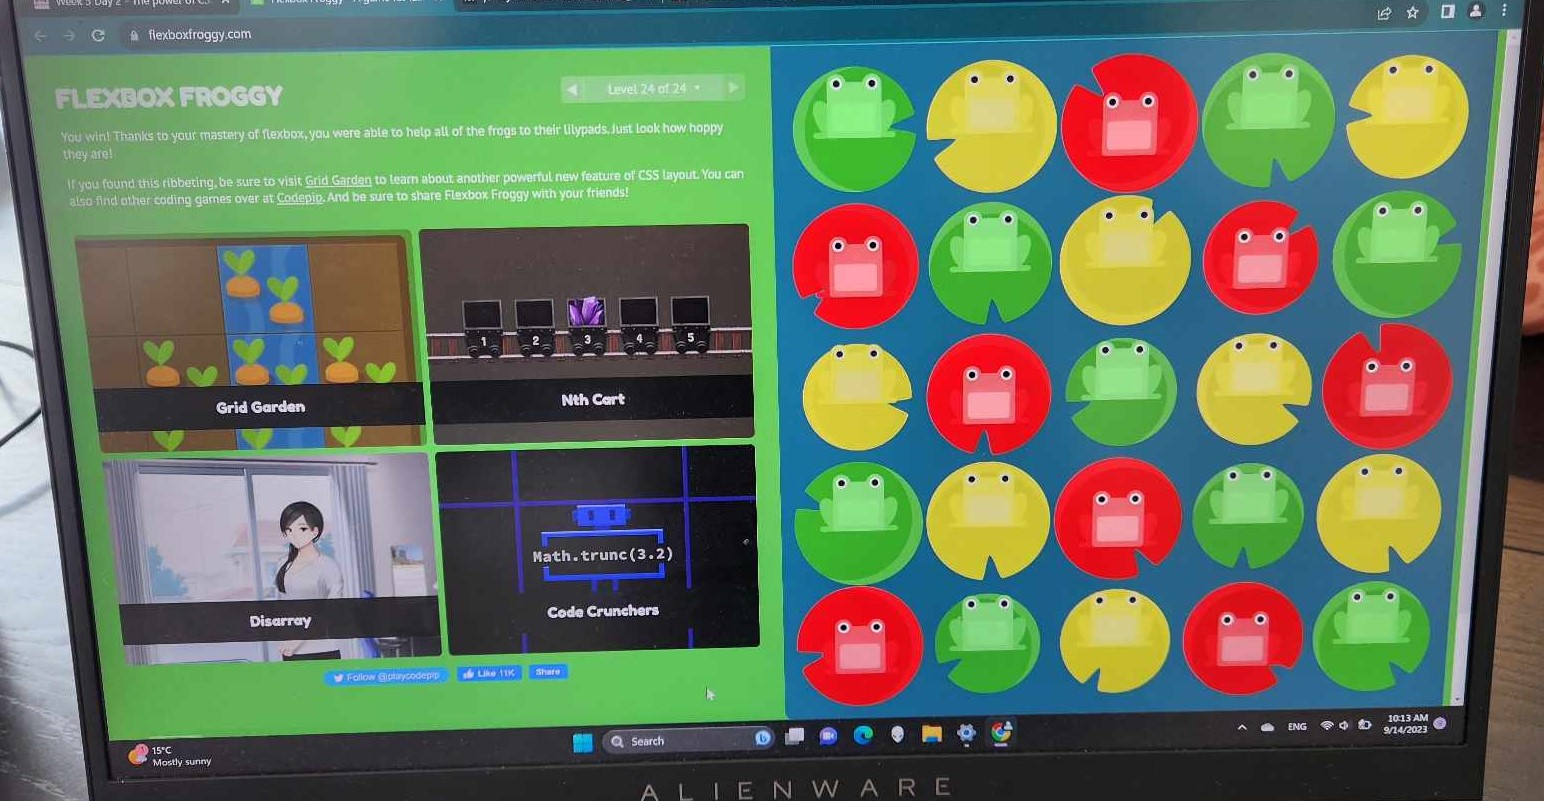 Week 5 Day 2 - The power of CS
flexboxfroggy.com
FLEXBOX FROGGY
Level 24 of 24
You win! Thanks to your mastery of flexbox, you were able to help all of the frogs to their lilypads. Just look how hoppy
they are!
If you found this ribbeting, be sure to visit Grid Garden to learn about another powerful new feature of CSS layout. You can
also find other coding games over at Codepip. And be sure to share Flexbox Froggy with your friends!
1 2 3 4 5
Grid Garden
Nth Cart
Math.trunc(3.2)
Disarray
Code Crunchers
Follow @playcodepip
Like 11K
Share
15°C
Mostly sunny
Search
ENG
10:13 AM
9/14/2023
ALIENWARE